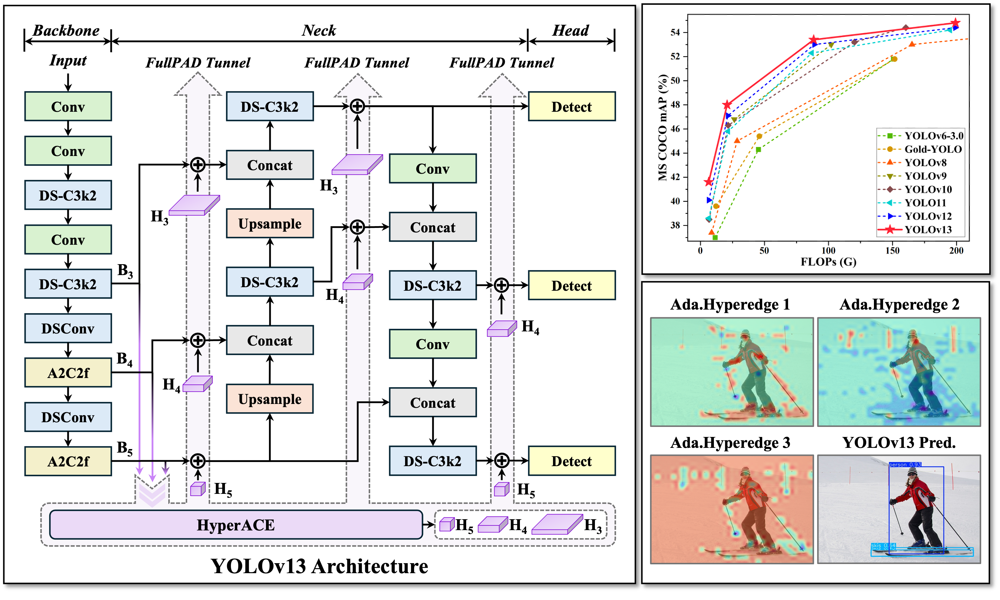 Backbone
Neck
Head
Input
FullPAD Tunnel
FullPAD Tunnel
FullPAD Tunnel
Conv
Conv
DS-C3k2
Conv
DS-C3k2
DSConv
A2C2f
DSConv
A2C2f
B3
B4
B5
H3
H4
H5
DS-C3k2
Concat
Upsample
DS-C3k2
Concat
Upsample
H3
H4
Conv
Concat
DS-C3k2
Conv
Concat
DS-C3k2
H4
H5
Detect
Detect
Detect
HyperACE
H5
H4
H3
YOLOv13 Architecture
MS COCO mAP (%)
54
52
50
48
46
44
42
40
38
0
50
100
150
200
FLOPs (G)
YOLOv6-3.0
Gold-YOLO
YOLOv8
YOLOv9
YOLOv10
YOLO11
YOLOv12
YOLOv13
Ada.Hyperedge 1
Ada.Hyperedge 2
Ada.Hyperedge 3
YOLOv13 Pred.
person 0.93
skis 0.64